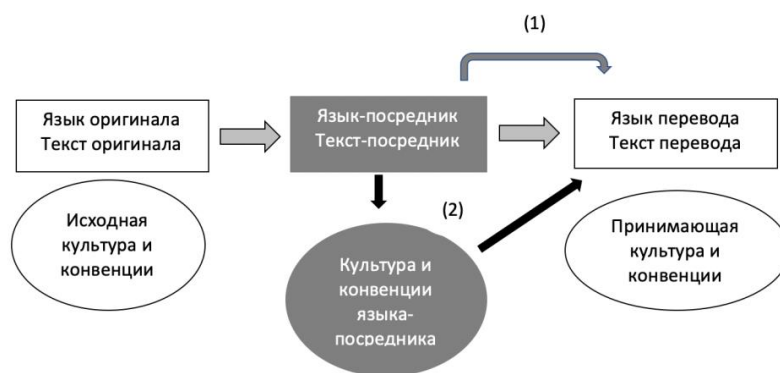 (1)
Язык оригинала
Текст оригинала
Язык-посредник
Текст-посредник
Язык перевода
Текст перевода
Исходная
культура и
конвенции
(2)
Культура и
конвенции
языка-
посредника
Принимающая
культура и
конвенции